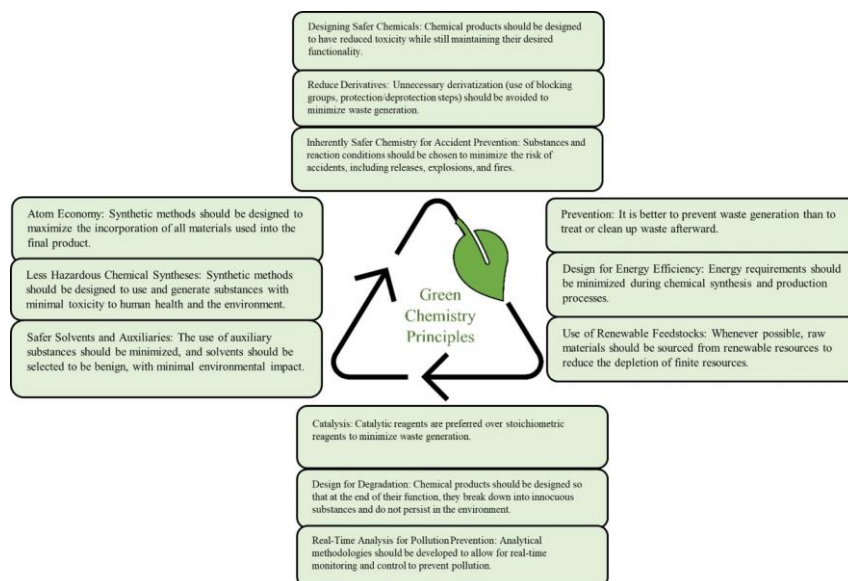 Designing Safer Chemicals: Chemical products should be designed
to have reduced toxicity while still maintaining their desired
functionality.
Reduce Derivatives: Unnecessary derivatization (use of blocking
groups, protection/deprotection steps) should be avoided to
minimize waste generation.
Inherently Safer Chemistry for Accident Prevention: Substances and
reaction conditions should be chosen to minimize the risk of
accidents, including releases, explosions, and fires.
Atom Economy: Synthetic methods should be designed to
maximize the incorporation of all materials used into the
final product.
Less Hazardous Chemical Syntheses: Synthetic methods
should be designed to use and generate substances with
minimal toxicity to human health and the environment.
Safer Solvents and Auxiliaries: The use of auxiliary
substances should be minimized, and solvents should be
selected to be benign, with minimal environmental impact.
Green
Chemistry
Principles
Prevention: It is better to prevent waste generation than to
treat or clean up waste afterward.
Design for Energy Efficiency: Energy requirements should
be minimized during chemical synthesis and production
processes.
Use of Renewable Feedstocks: Whenever possible, raw
materials should be sourced from renewable resources to
reduce the depletion of finite resources.
Catalysis: Catalytic reagents are preferred over stoichiometric
reagents to minimize waste generation.
Design for Degradation: Chemical products should be designed so
that at the end of their function, they break down into innocuous
substances and do not persist in the environment.
Real-Time Analysis for Pollution Prevention: Analytical
methodologies should be developed to allow for real-time
monitoring and control to prevent pollution.